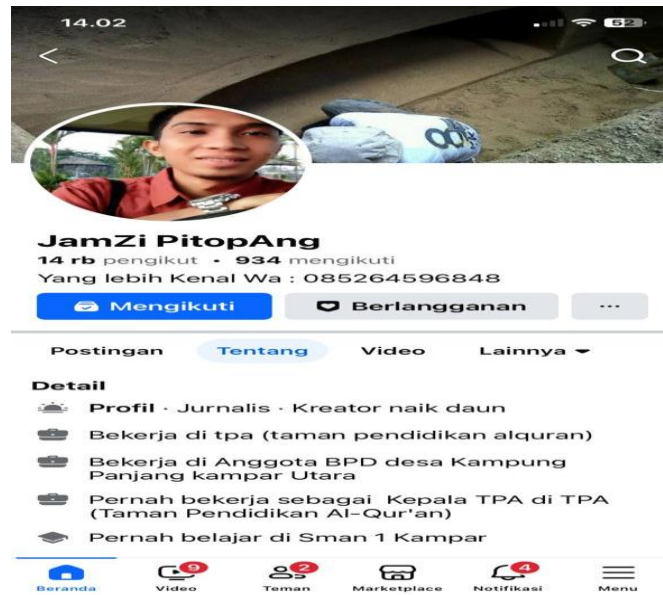 14.02
52
JamZi PitopAng
14 rb pengikut • 934 mengikuti
Yang lebih Kenal Wa : 085264596848
Mengikuti
Berlangganan
...
Postingan
Tentang
Video
Lainnya
Detail
Profil · Jurnalis · Kreator naik daun
Bekerja di tpa (taman pendidikan alquran)
Bekerja di Anggota BPD desa Kampung
Panjang kampar Utara
Pernah bekerja sebagai Kepala TPA di TPA
(Taman Pendidikan Al-Qur'an)
Pernah belajar di Sman 1 Kampar
9
2
4
Beranda
Video
Teman
Marketplace
Notifikasi
Menu